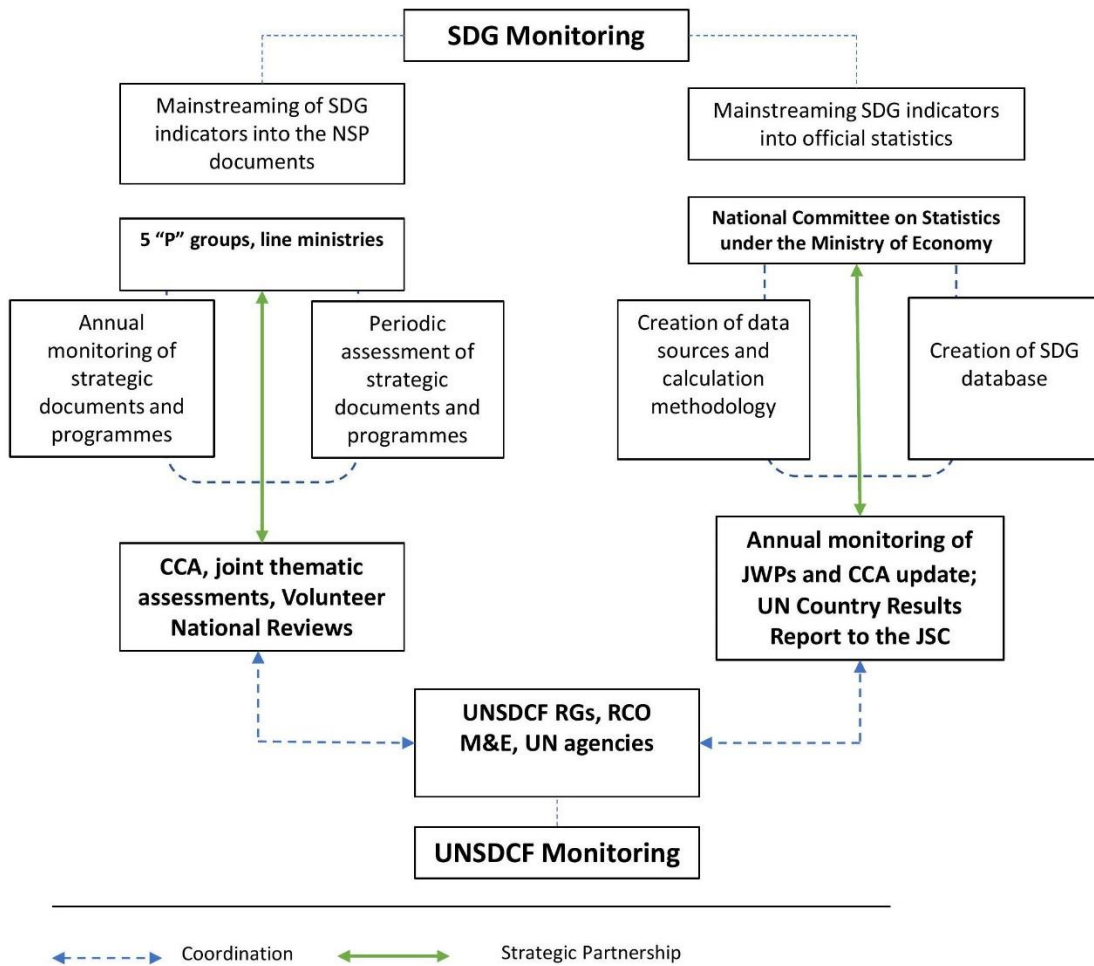 SDG Monitoring
Mainstreaming of SDG
indicators into the NSP
documents
Mainstreaming SDG indicators
into official statistics
5 “P” groups, line ministries
National Committee on Statistics
under the Ministry of Economy
Annual
monitoring of
strategic
documents and
programmes
Periodic
assessment of
strategic
documents and
programmes
Creation of data
sources and
calculation
methodology
Creation of SDG
database
CCA, joint thematic
assessments, Volunteer
National Reviews
Annual monitoring of
JWPs and CCA update;
UN Country Results
Report to the JSC
UNSDCF RGs, RCO
M&E, UN agencies
UNSDCF Monitoring
Coordination
Strategic Partnership